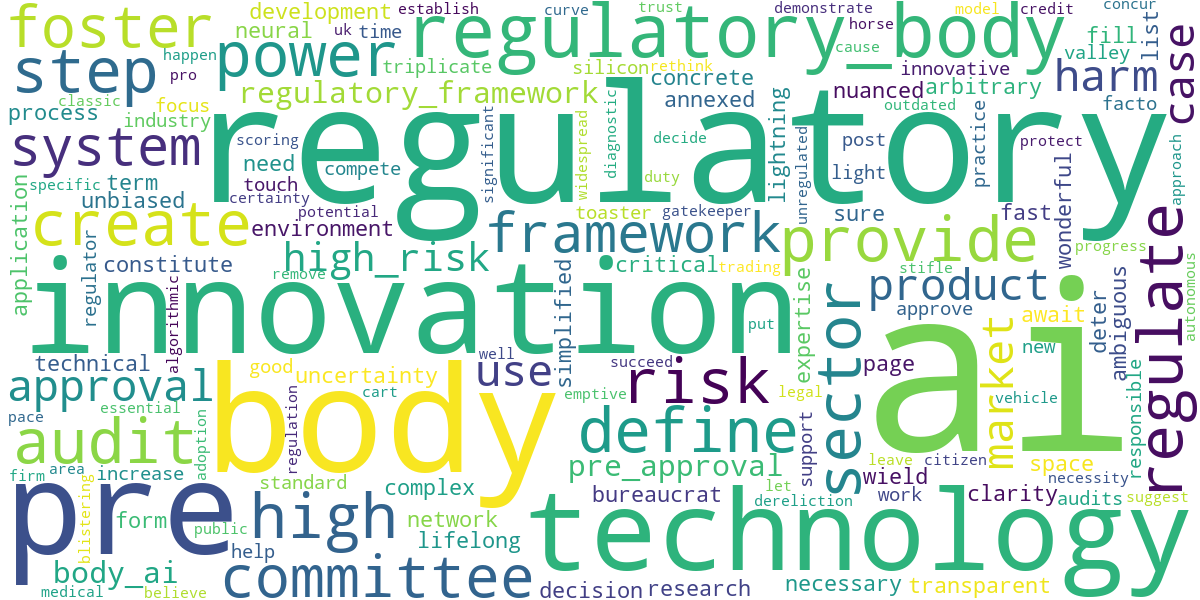 foster
development
establish
curve
trust
demonstrate
model
credit
concur
neural
uk
time
regulatory_body
horse
list
fill
case
step
happen
power
triplicate
silicon
rethink
cause
valley
pro
concrete
innovative
harm
classic
focus
regulatory_framework
annexed
nuanced
arbitrary
process
industry
outdated
facto
system
regulatory
scoring
significant
widespread
diagnostic
decide
lightning
unregulated
post
practice
protect
need
compete
light
approach
specific
term
touch
duty
application
unbiased
certainty
potential
toaster
gatekeeper
sure
fast
wonderful
regulate
create
environment
framework
provide
progress
regulator
constitute
high_risk
remove
critical
trading
stifle
autonomous
innovation
algorithmic
simplified
expertise
sector
product
ai
approve
await
deter
ambiguous
put
market
new
technical
well
succeed
page
approval
good
uncertainty
use
risk
essential
cart
emptive
legal
vehicle
responsible
pace
body
audit
adoption
regulation
define
support
firm
area
increase
pre_approval
leave
citizen
space
pre
blistering
standard
complex
bureaucrat
let
wield
necessity
dereliction
work
clarity
audits
suggest
form
public
high
network
technology
help
lifelong
body_ai
committee
medical
believe
decision
research
necessary
transparent